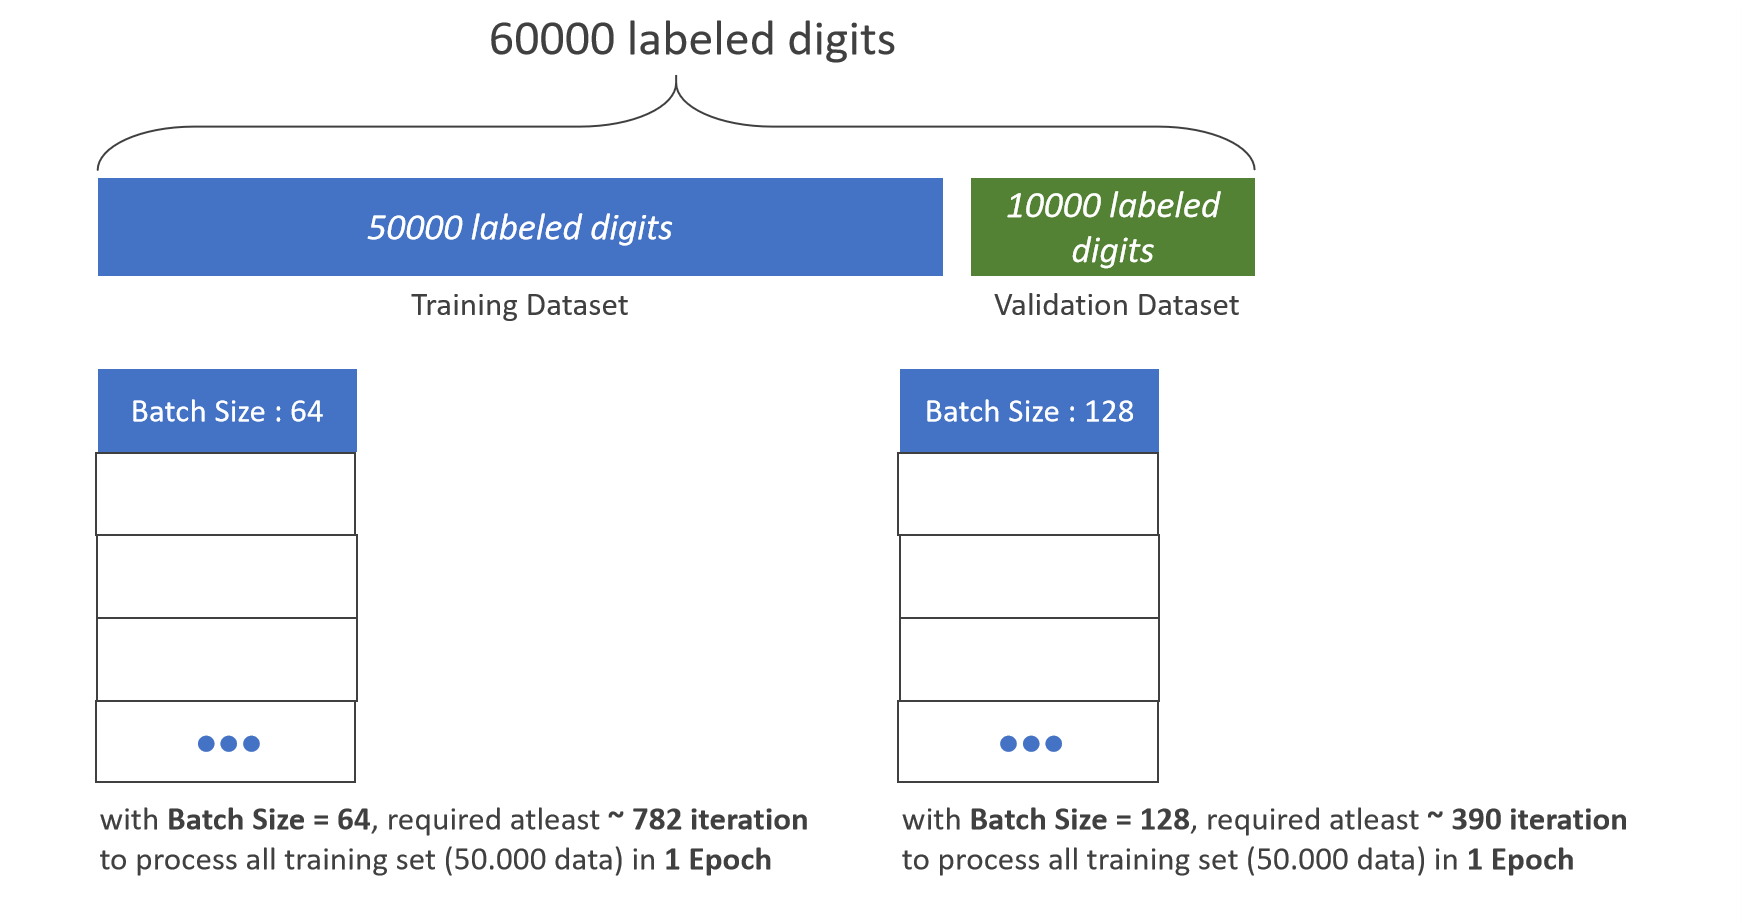 60000 labeled digits
50000 labeled digits
10000 labeled
digits
Training Dataset
Validation Dataset
Batch Size : 64
Batch Size : 128
with Batch Size = 64, required atleast ~ 782 iteration
to process all training set (50.000 data) in 1 Epoch
with Batch Size = 128, required atleast ~ 390 iteration
to process all training set (50.000 data) in 1 Epoch